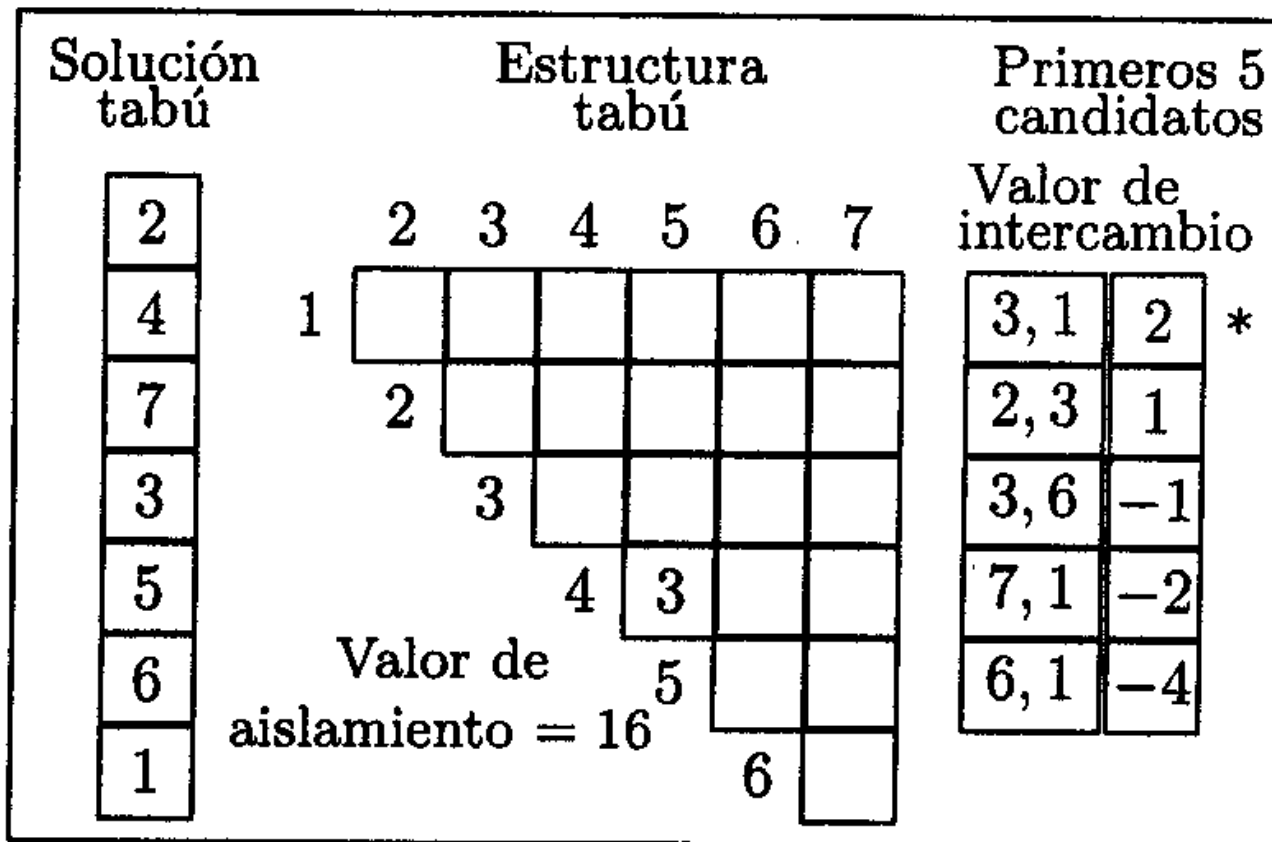 Solución
tabú
2
4
7
3
5
6
1
Estructura
tabú
2 3 4 5 6 7
1
2
3
4 3
5
6
Valor de
aislamiento = 16
Primeros 5
candidatos
Valor de
intercambio
3, 1 2 *
2, 3 1
3, 6 −1
7, 1 −2
6, 1 −4